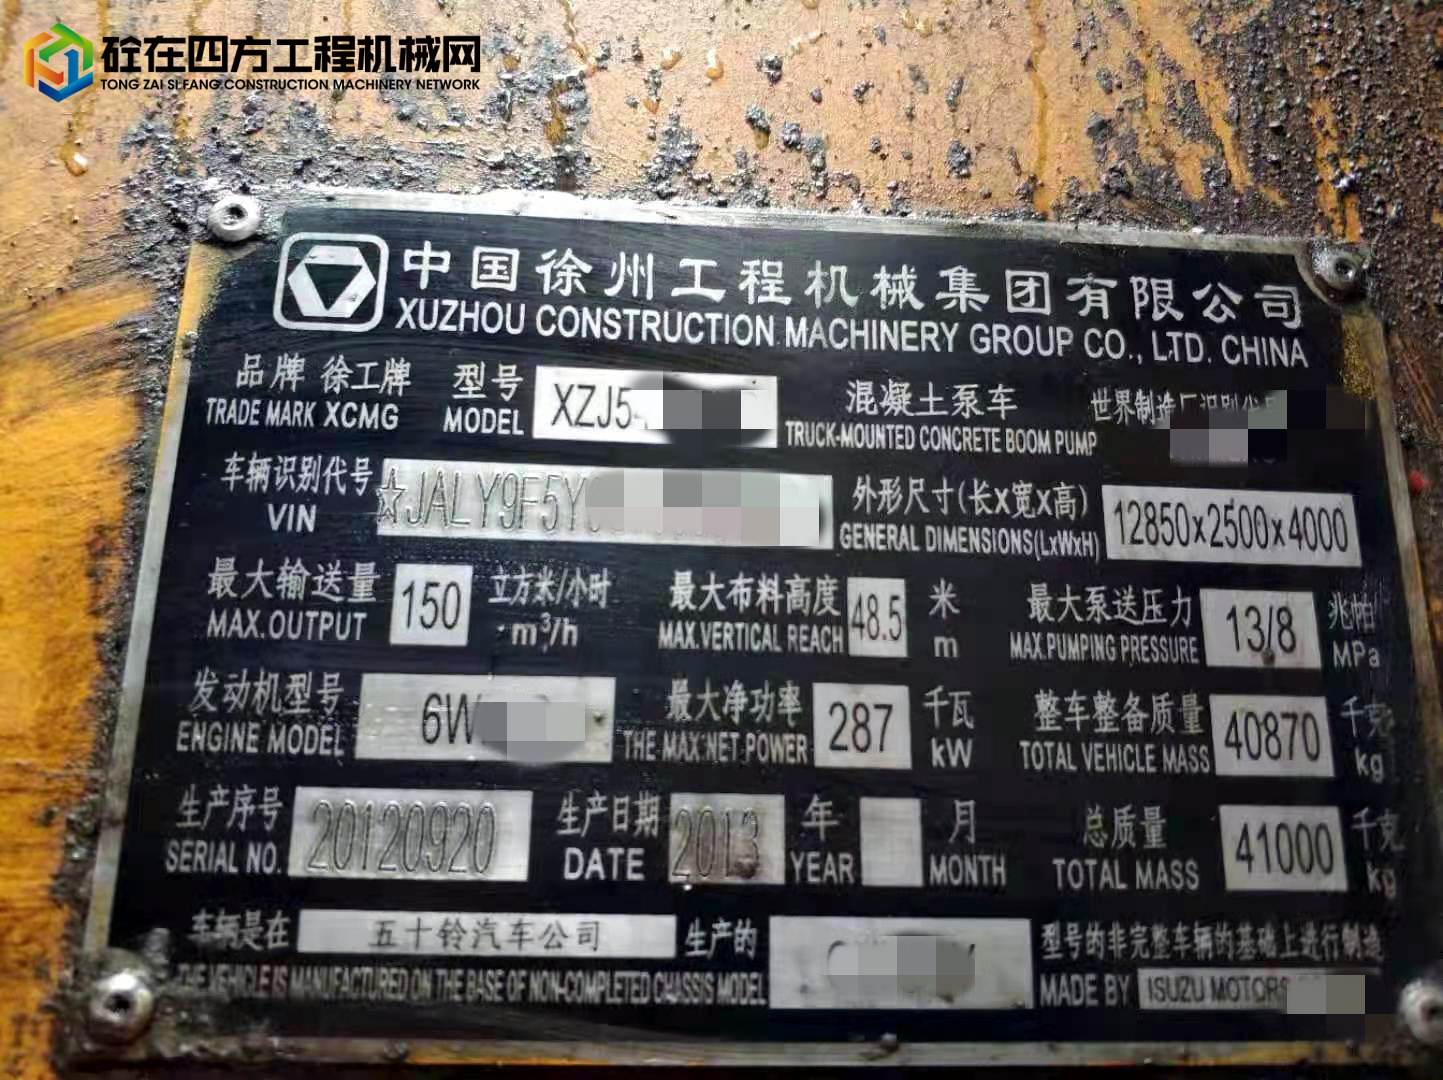 砼在四方工程机械网
TONG ZAI SI FANG CONSTRUCTION MACHINERY NETWORK
中国徐州工程机械集团有限公司
XUZHOU CONSTRUCTION MACHINERY GROUP CO., LTD. CHINA
品牌 徐工牌 型号 XZJ5 混凝土泵车 世界制造厂识别代号
TRADE MARK XCMG MODEL TRUCK-MOUNTED CONCRETE BOOM PUMP
车辆识别代号 ☆JALY9F5Y 外形尺寸(长X宽X高) 12850x2500x4000
VIN GENERAL DIMENSIONS(LxWxH)
最大输送量 150 立方米/小时 最大布料高度 48.5 米 最大泵送压力 13/8 兆帕
MAX.OUTPUT m³/h MAX.VERTICAL REACH m MAX.PUMPING PRESSURE MPa
发动机型号 6W 最大净功率 287 千瓦 整车整备质量 40870 千克
ENGINE MODEL THE MAX.NET POWER kW TOTAL VEHICLE MASS kg
生产序号 20120920 生产日期 2013 年 月 总质量 41000 千克
SERIAL NO. DATE YEAR MONTH TOTAL MASS kg
车辆是在 五十铃汽车公司 生产的 型号的非完整车辆的基础上进行制造
THE VEHICLE IS MANUFACTURED ON THE BASE OF NON-COMPLETED CHASSIS MODEL MADE BY ISUZU MOTORS